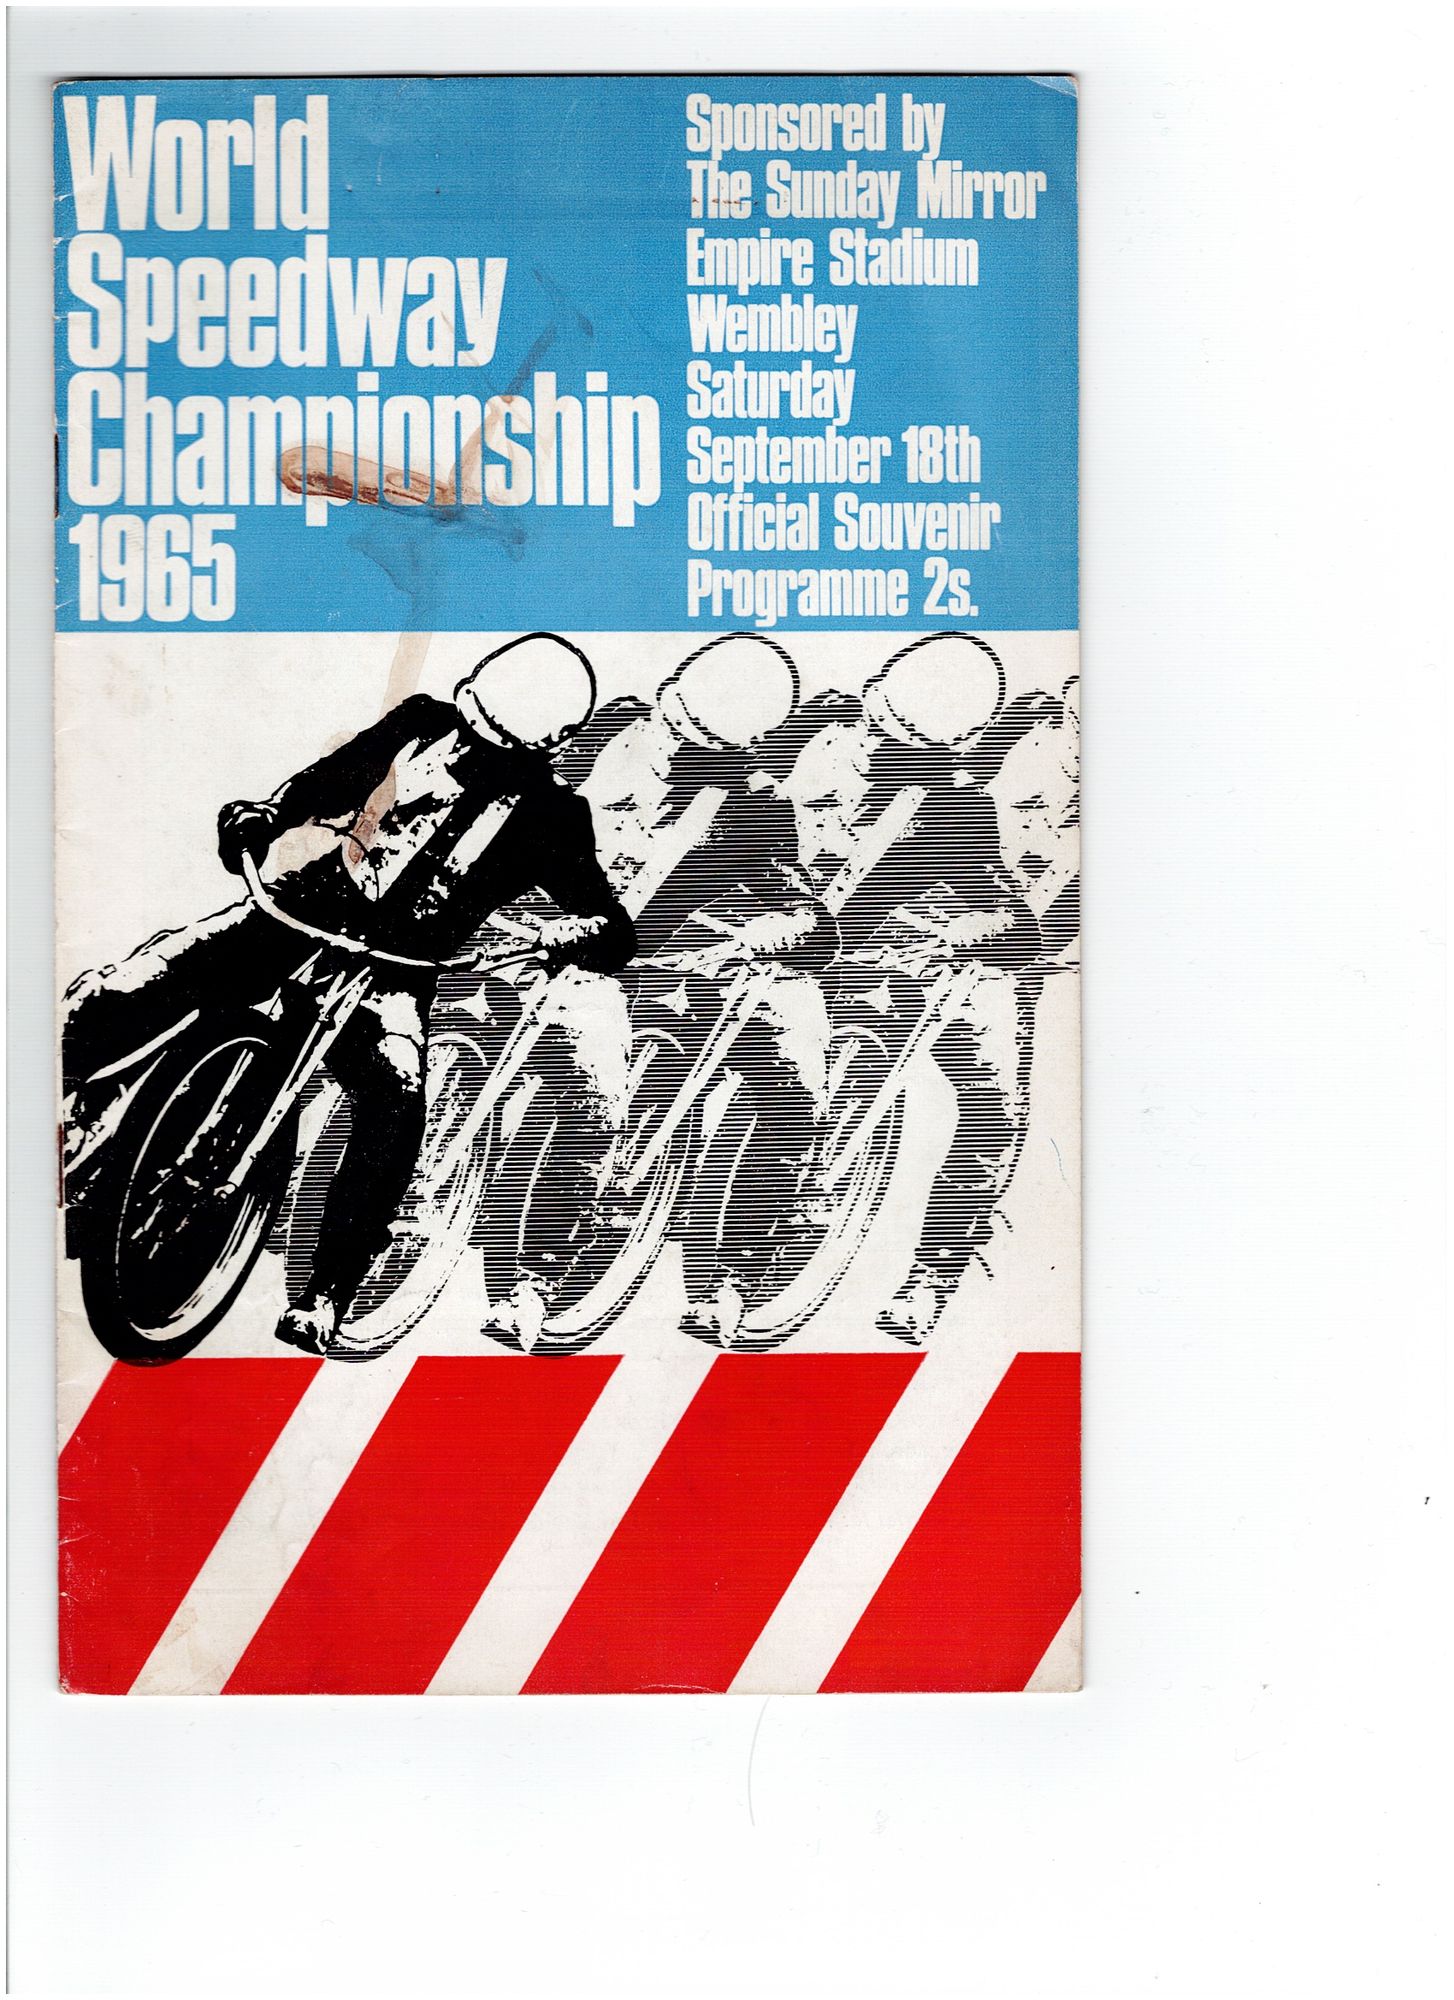 World
Speedway
Championship
1965
Sponsored by
The Sunday Mirror
Empire Stadium
Wembley
Saturday
September 18th
Official Souvenir
Programme 2s.